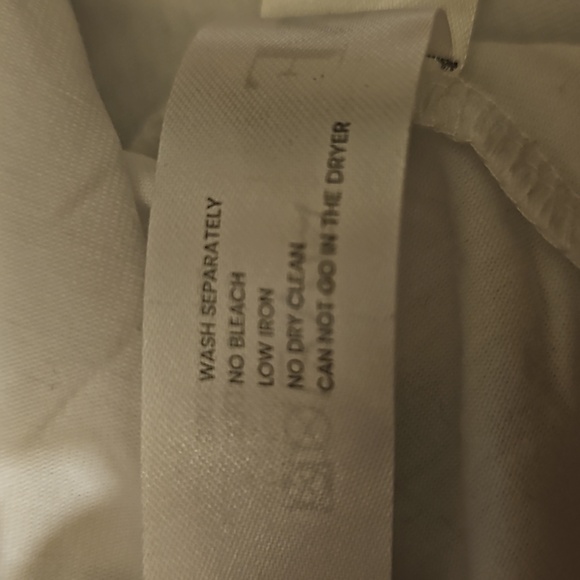 WASH SEPARATELY
NO BLEACH
LOW IRON
NO DRY CLEAN
CAN NOT GO IN THE DRYER